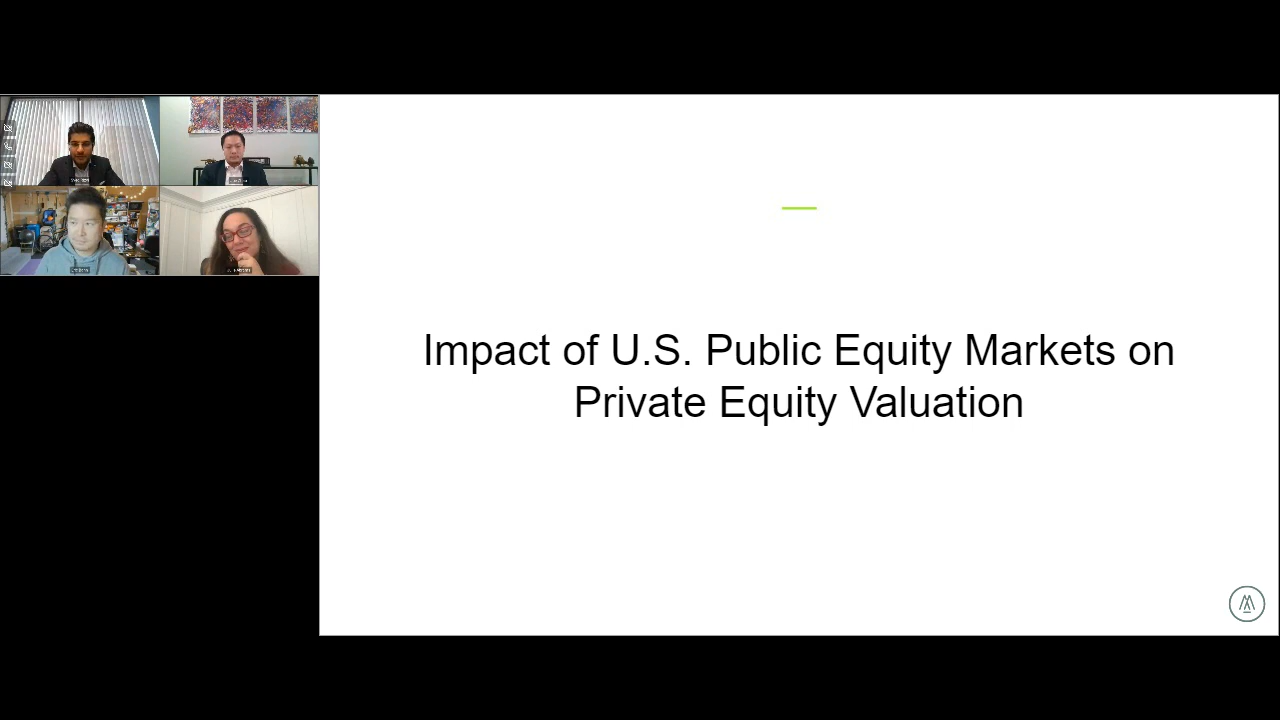 Impact of U.S. Public Equity Markets on
Private Equity Valuation